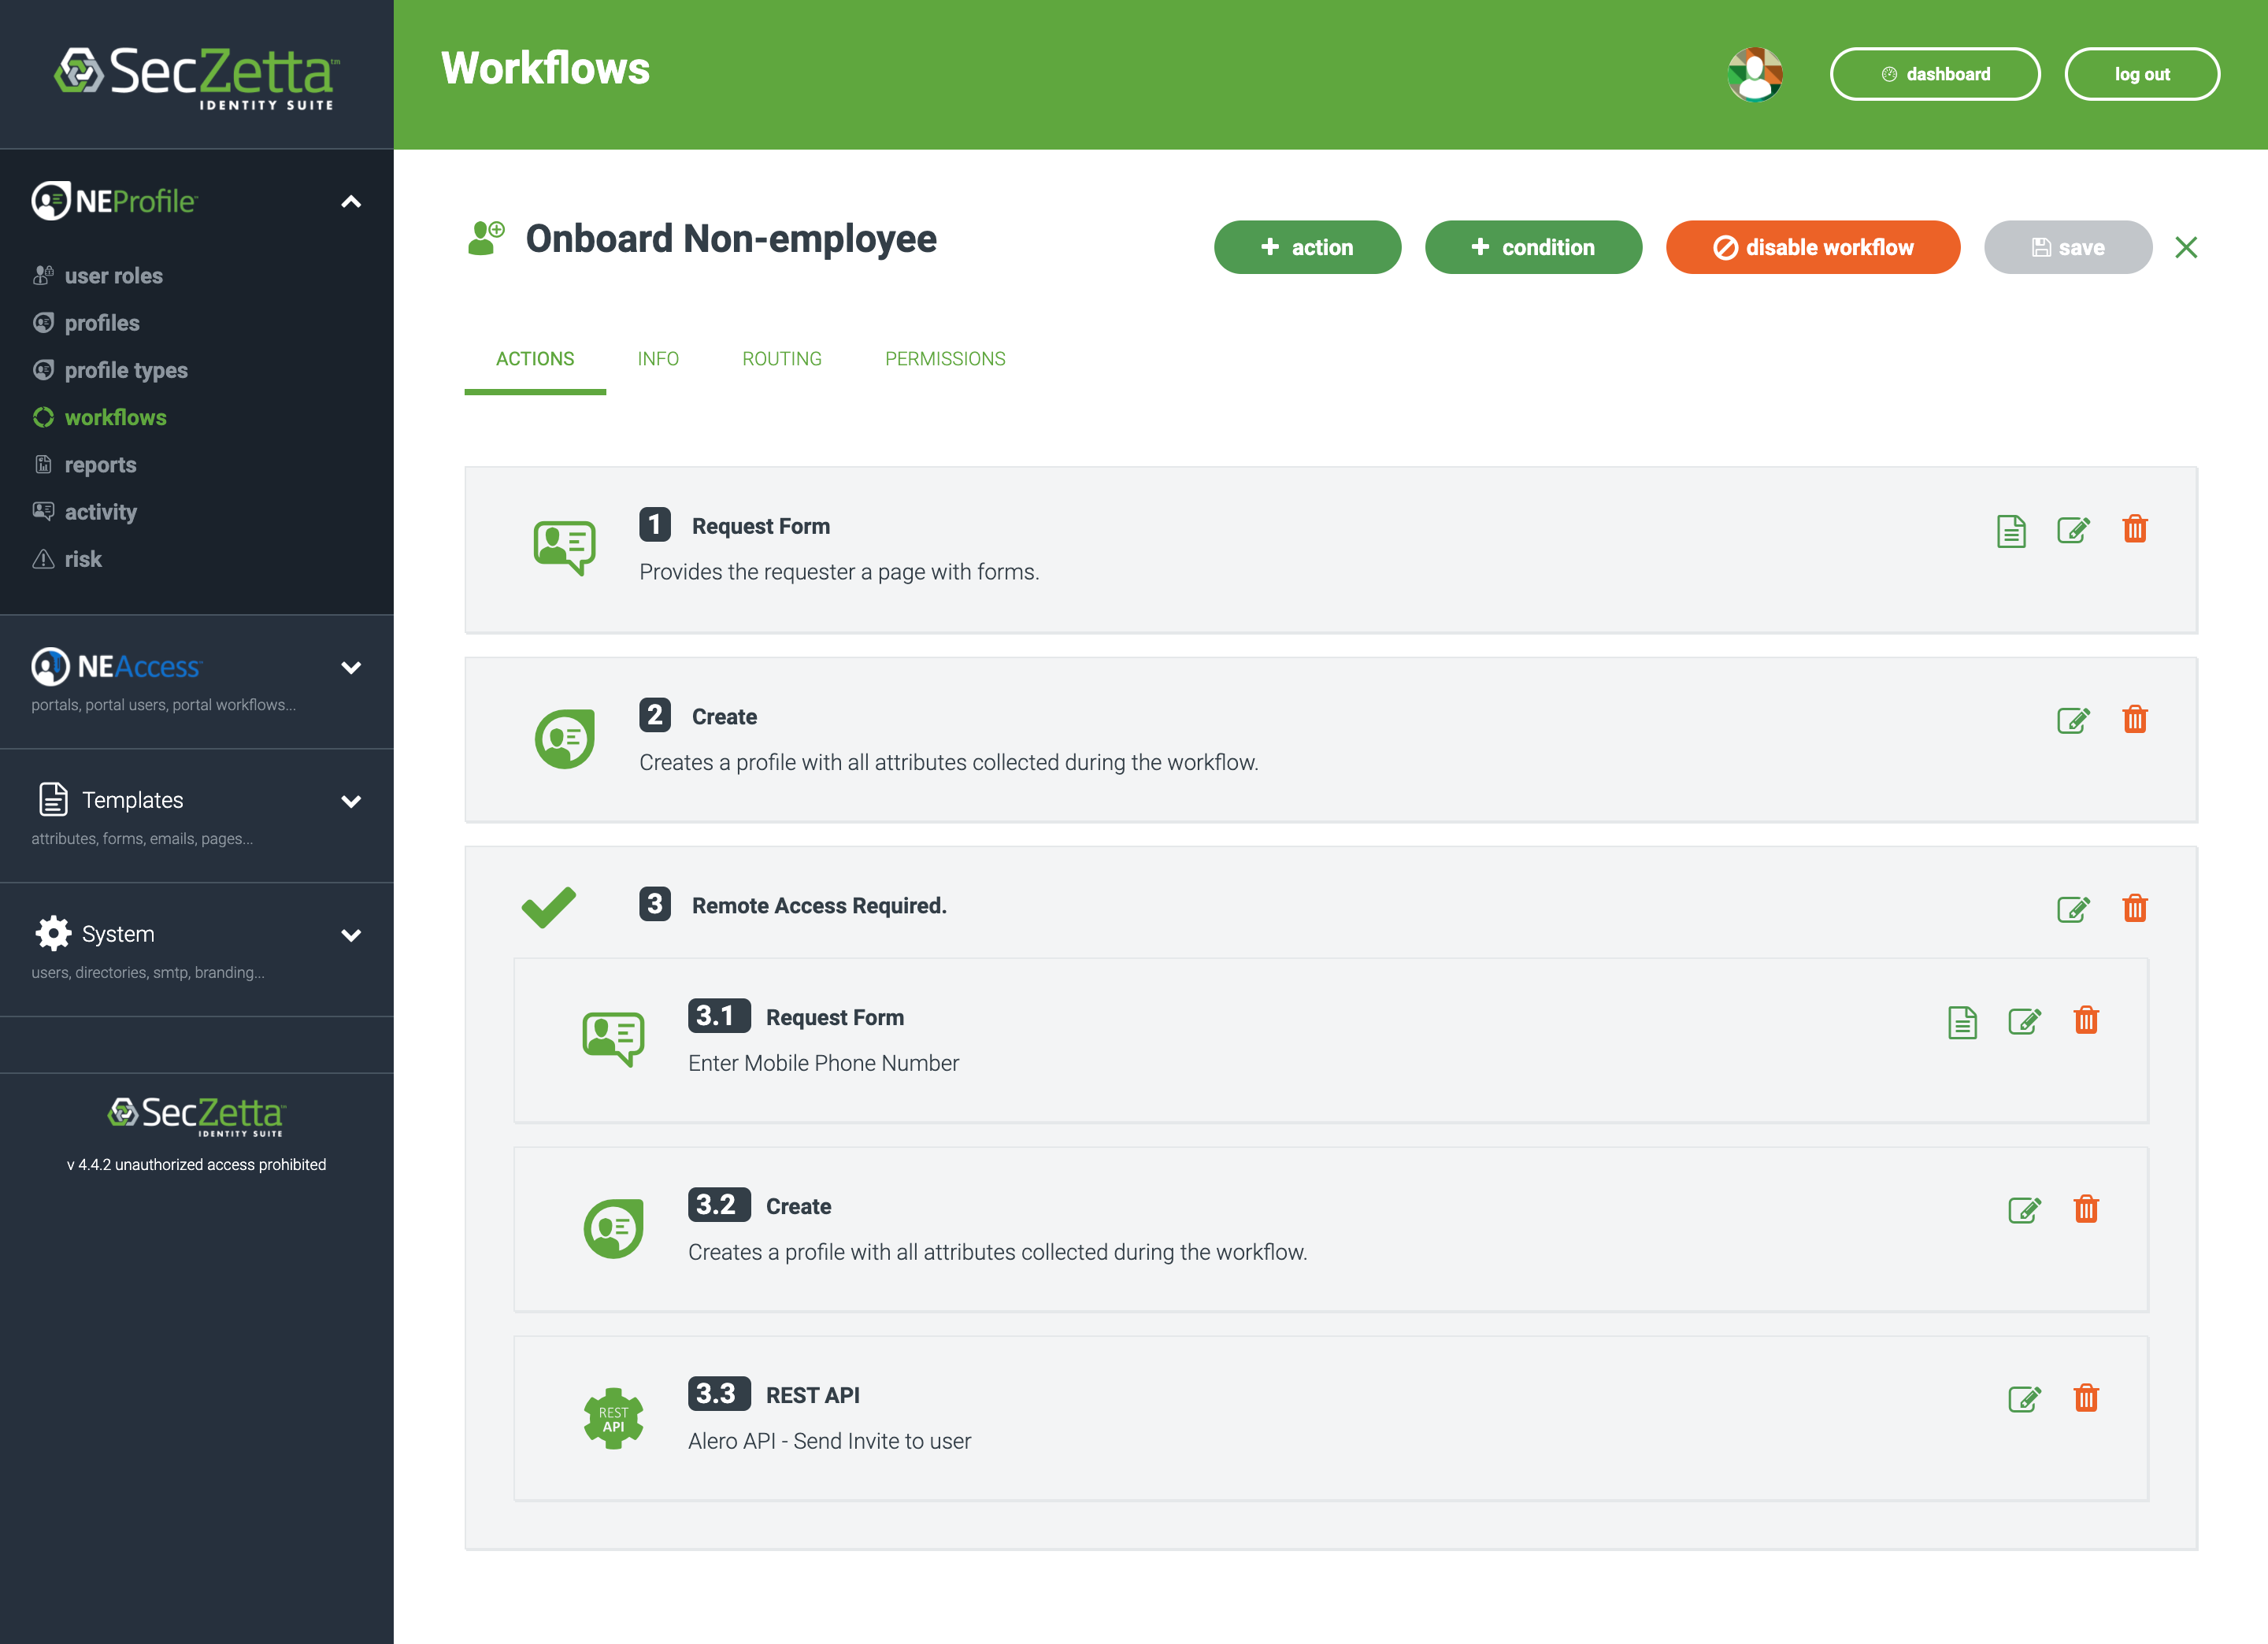 SecZetta™
IDENTITY SUITE
Workflows
dashboard
log out
NEProfile
user roles
profiles
profile types
workflows
reports
activity
risk
NEAccess
portals, portal users, portal workflows...
Templates
attributes, forms, emails, pages...
System
users, directories, smtp, branding...
SecZetta
IDENTITY SUITE
v 4.4.2 unauthorized access prohibited
Onboard Non-employee
+ action
+ condition
disable workflow
save
ACTIONS
INFO
ROUTING
PERMISSIONS
1 Request Form
Provides the requester a page with forms.
2 Create
Creates a profile with all attributes collected during the workflow.
3 Remote Access Required.
3.1 Request Form
Enter Mobile Phone Number
3.2 Create
Creates a profile with all attributes collected during the workflow.
REST
API
3.3 REST API
Alero API - Send Invite to user